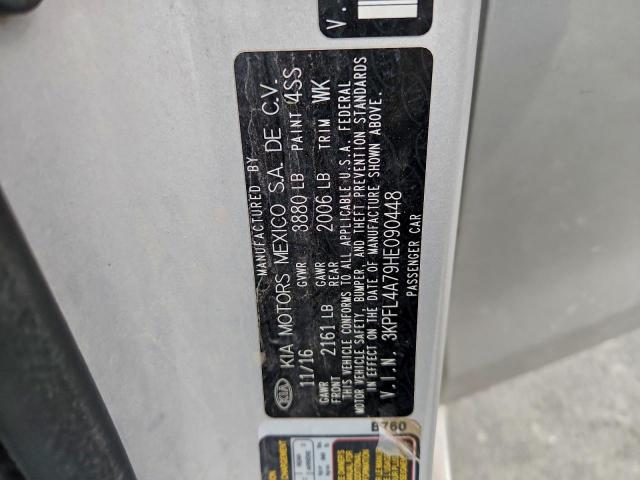 MANUFACTURED BY
KIA KIA MOTORS MEXICO S.A. DE C.V.
11/16 GVWR 3880 LB PAINT 4SS
GAWR FRONT 2161 LB GAWR REAR 2006 LB TRIM WK
THIS VEHICLE CONFORMS TO ALL APPLICABLE U.S.A. FEDERAL
MOTOR VEHICLE SAFETY, BUMPER, AND THEFT PREVENTION STANDARDS
IN EFFECT ON THE DATE OF MANUFACTURE SHOWN ABOVE.
V.I.N. 3KPFL4A79HE090448
PASSENGER CAR
B760
V.